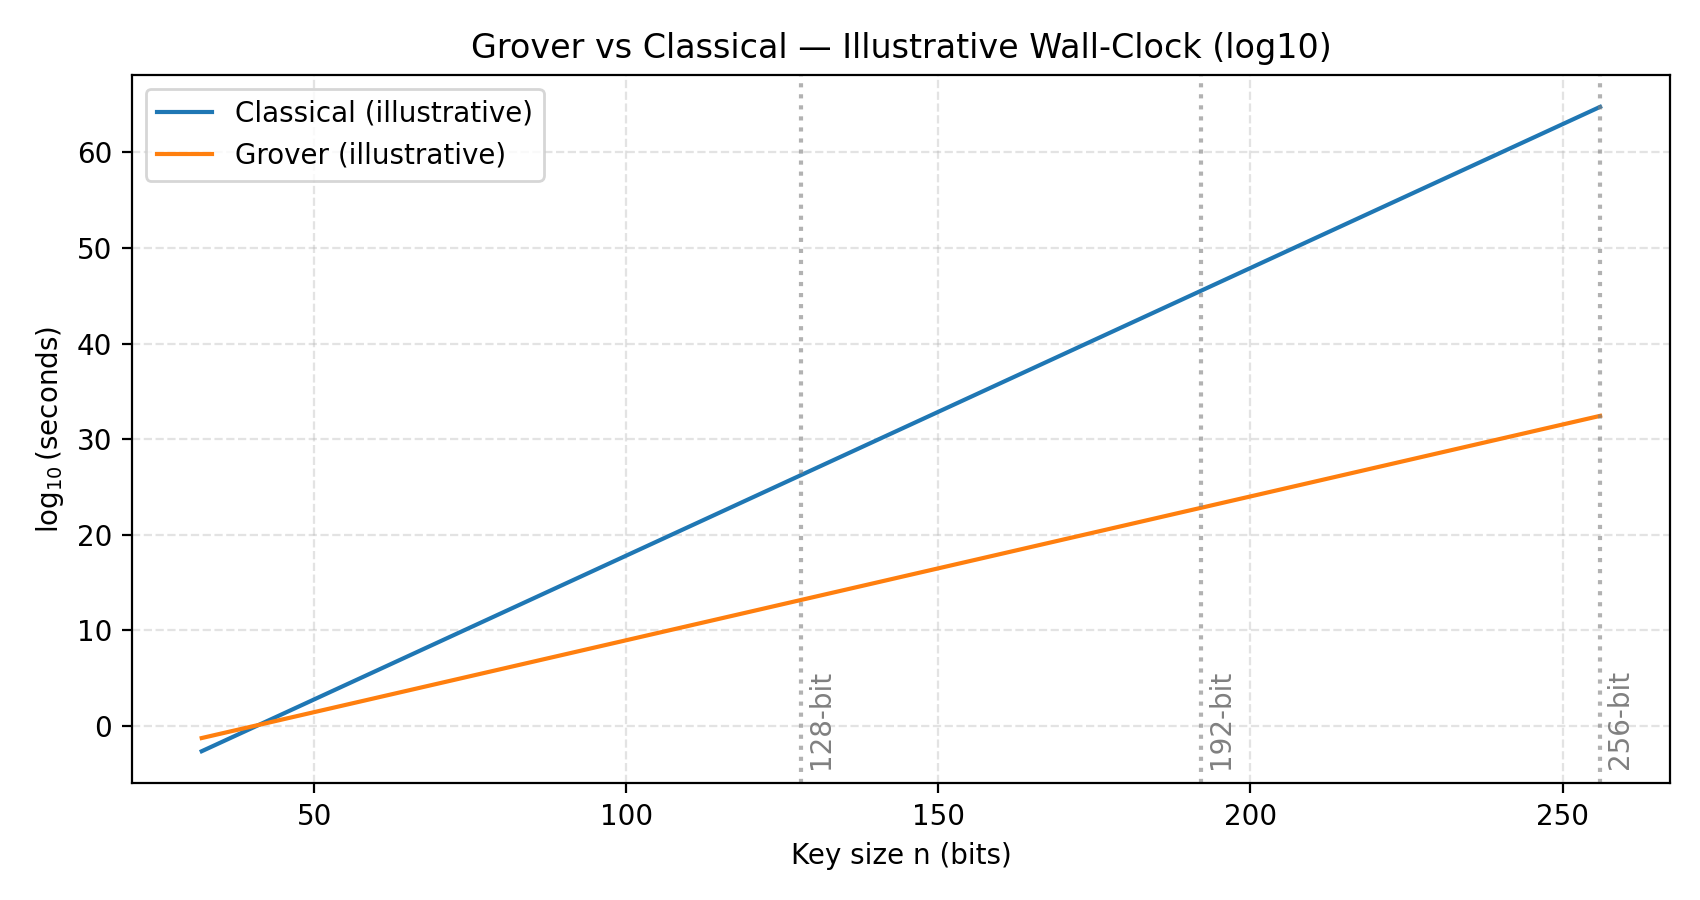 Grover vs Classical — Illustrative Wall-Clock (log10)
Classical (illustrative)
Grover (illustrative)
60
50
40
30
20
10
0
log₁₀(seconds)
128-bit
192-bit
256-bit
50
100
150
200
250
Key size n (bits)